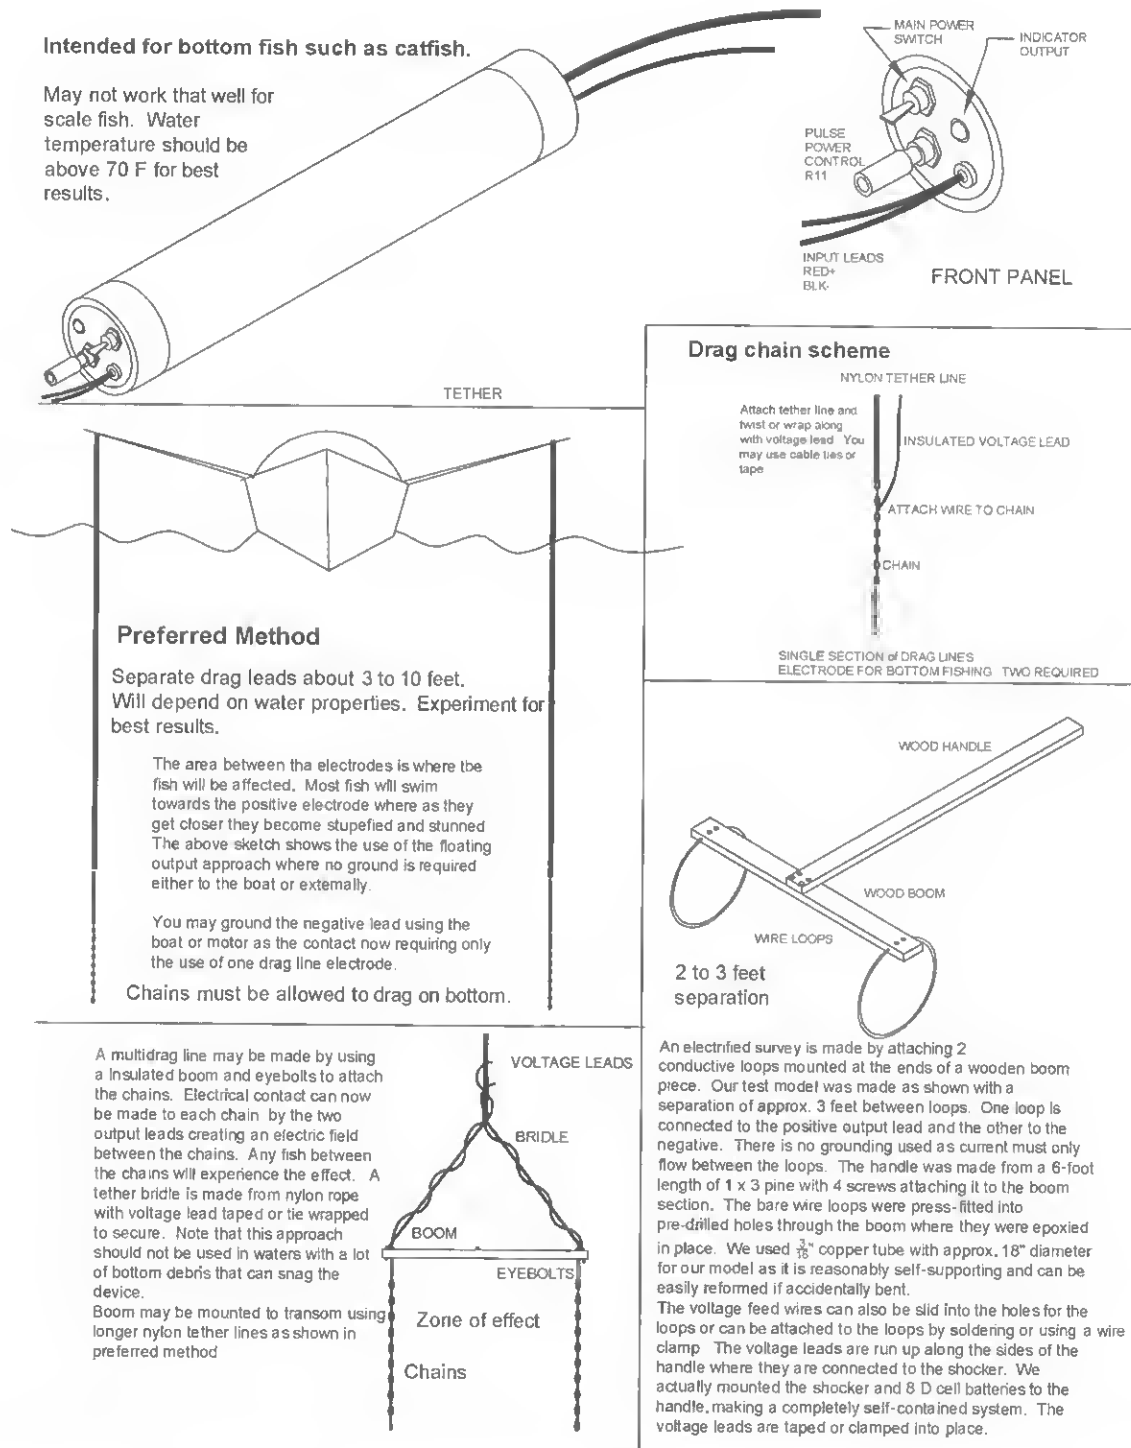 Intended for bottom fish such as catfish.
May not work that well for
scale fish. Water
temperature should be
above 70 F for best
results.
MAIN POWER
SWITCH
INDICATOR
OUTPUT
PULSE
POWER
CONTROL
R11
INPUT LEADS
RED+
BLK-
FRONT PANEL
TETHER
Drag chain scheme
NYLON TETHER LINE
Attach tether line and
twist or wrap along
with voltage lead You
may use cable ties or
tape
INSULATED VOLTAGE LEAD
ATTACH WIRE TO CHAIN
CHAIN
SINGLE SECTION of DRAG LINES
ELECTRODE FOR BOTTOM FISHING TWO REQUIRED
Preferred Method
Separate drag leads about 3 to 10 feet.
Will depend on water properties. Experiment for
best results.
The area between tha electrodes is where the
fish will be affected. Most fish will swim
towards the positive electrode where as they
get closer they become stupefied and stunned
The above sketch shows the use of the floating
output approach where no ground is required
either to the boat or externally.
You may ground the negative lead using the
boat or motor as the contact now requiring only
the use of one drag line electrode.
Chains must be allowed to drag on bottom.
WOOD HANDLE
WOOD BOOM
WIRE LOOPS
2 to 3 feet
separation
A multidrag line may be made by using
a Insulated boom and eyebolts to attach
the chains. Electrical contact can now
be made to each chain by the two
output leads creating an electric field
between the chains. Any fish between
the chains will experience the effect. A
tether bridle is made from nylon rope
with voltage lead taped or tie wrapped
to secure. Note that this approach
should not be used in waters with a lot
of bottom debris that can snag the
device.
Boom may be mounted to transom using
longer nylon tether lines as shown in
preferred method
VOLTAGE LEADS
BRIDLE
BOOM
EYEBOLTS
Zone of effect
Chains
An electrified survey is made by attaching 2
conductive loops mounted at the ends of a wooden boom
piece. Our test model was made as shown with a
separation of approx. 3 feet between loops. One loop is
connected to the positive output lead and the other to the
negative. There is no grounding used as current must only
flow between the loops. The handle was made from a 6-foot
length of 1 x 3 pine with 4 screws attaching it to the boom
section. The bare wire loops were press-fitted into
pre-drilled holes through the boom where they were epoxied
in place. We used 3/16" copper tube with approx. 18" diameter
for our model as it is reasonably self-supporting and can be
easily reformed if accidentally bent.
The voltage feed wires can also be slid into the holes for the
loops or can be attached to the loops by soldering or using a wire
clamp The voltage leads are run up along the sides of the
handle where they are connected to the shocker. We
actually mounted the shocker and 8 D cell batteries to the
handle, making a completely self-contained system. The
voltage leads are taped or clamped into place.